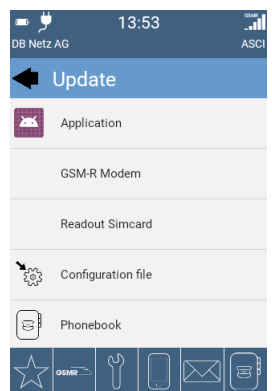 13:53
GSMR
DB Netz AG
ASCI
Update
Application
GSM-R Modem
Readout Simcard
Configuration file
Phonebook
GSMR